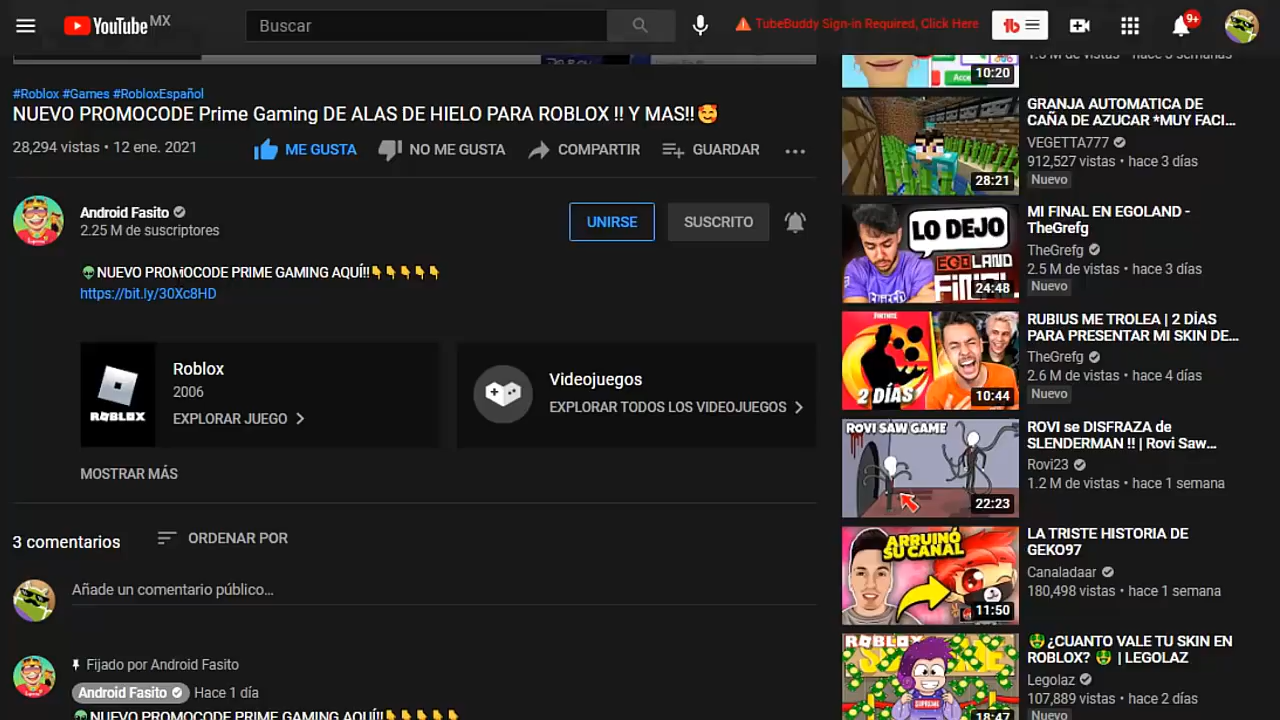 YouTube MX
Buscar
TubeBuddy Sign-in Required, Click Here
tb
9+
#Roblox #Games #RobloxEspañol
NUEVO PROMOCODE Prime Gaming DE ALAS DE HIELO PARA ROBLOX !! Y MAS!!🥰
28,294 vistas • 12 ene. 2021
ME GUSTA
NO ME GUSTA
COMPARTIR
GUARDAR
Android Fasito
2.25 M de suscriptores
UNIRSE
SUSCRITO
👽NUEVO PROMOCODE PRIME GAMING AQUÍ!!👇👇👇👇👇
https://bit.ly/30Xc8HD
ROBLOX
Roblox
2006
EXPLORAR JUEGO
Videojuegos
EXPLORAR TODOS LOS VIDEOJUEGOS
MOSTRAR MÁS
3 comentarios
ORDENAR POR
Añade un comentario público...
Fijado por Android Fasito
Android Fasito
Hace 1 día
👽NUEVO PROMOCODE PRIME GAMING AQUÍ!!👇👇👇👇👇
10:20
GRANJA AUTOMATICA DE
CAÑA DE AZUCAR *MUY FACI...
VEGETTA777
912,527 vistas • hace 3 días
Nuevo
28:21
LO DEJO
EGOLAND
FINAL
24:48
MI FINAL EN EGOLAND -
TheGrefg
TheGrefg
2.5 M de vistas • hace 3 días
Nuevo
FORTNITE
2 DÍAS
10:44
RUBIUS ME TROLEA | 2 DÍAS
PARA PRESENTAR MI SKIN DE...
TheGrefg
2.6 M de vistas • hace 4 días
Nuevo
ROVI SAW GAME
22:23
ROVI se DISFRAZA de
SLENDERMAN !! | Rovi Saw...
Rovi23
1.2 M de vistas • hace 1 semana
ARRUINÓ
SU CANAL
11:50
LA TRISTE HISTORIA DE
GEKO97
Canaladaar
180,498 vistas • hace 1 semana
ROBLOX
SUPREME
18:47
🤑¿CUANTO VALE TU SKIN EN
ROBLOX? 🤑 | LEGOLAZ
Legolaz
107,889 vistas • hace 2 días
Nuevo